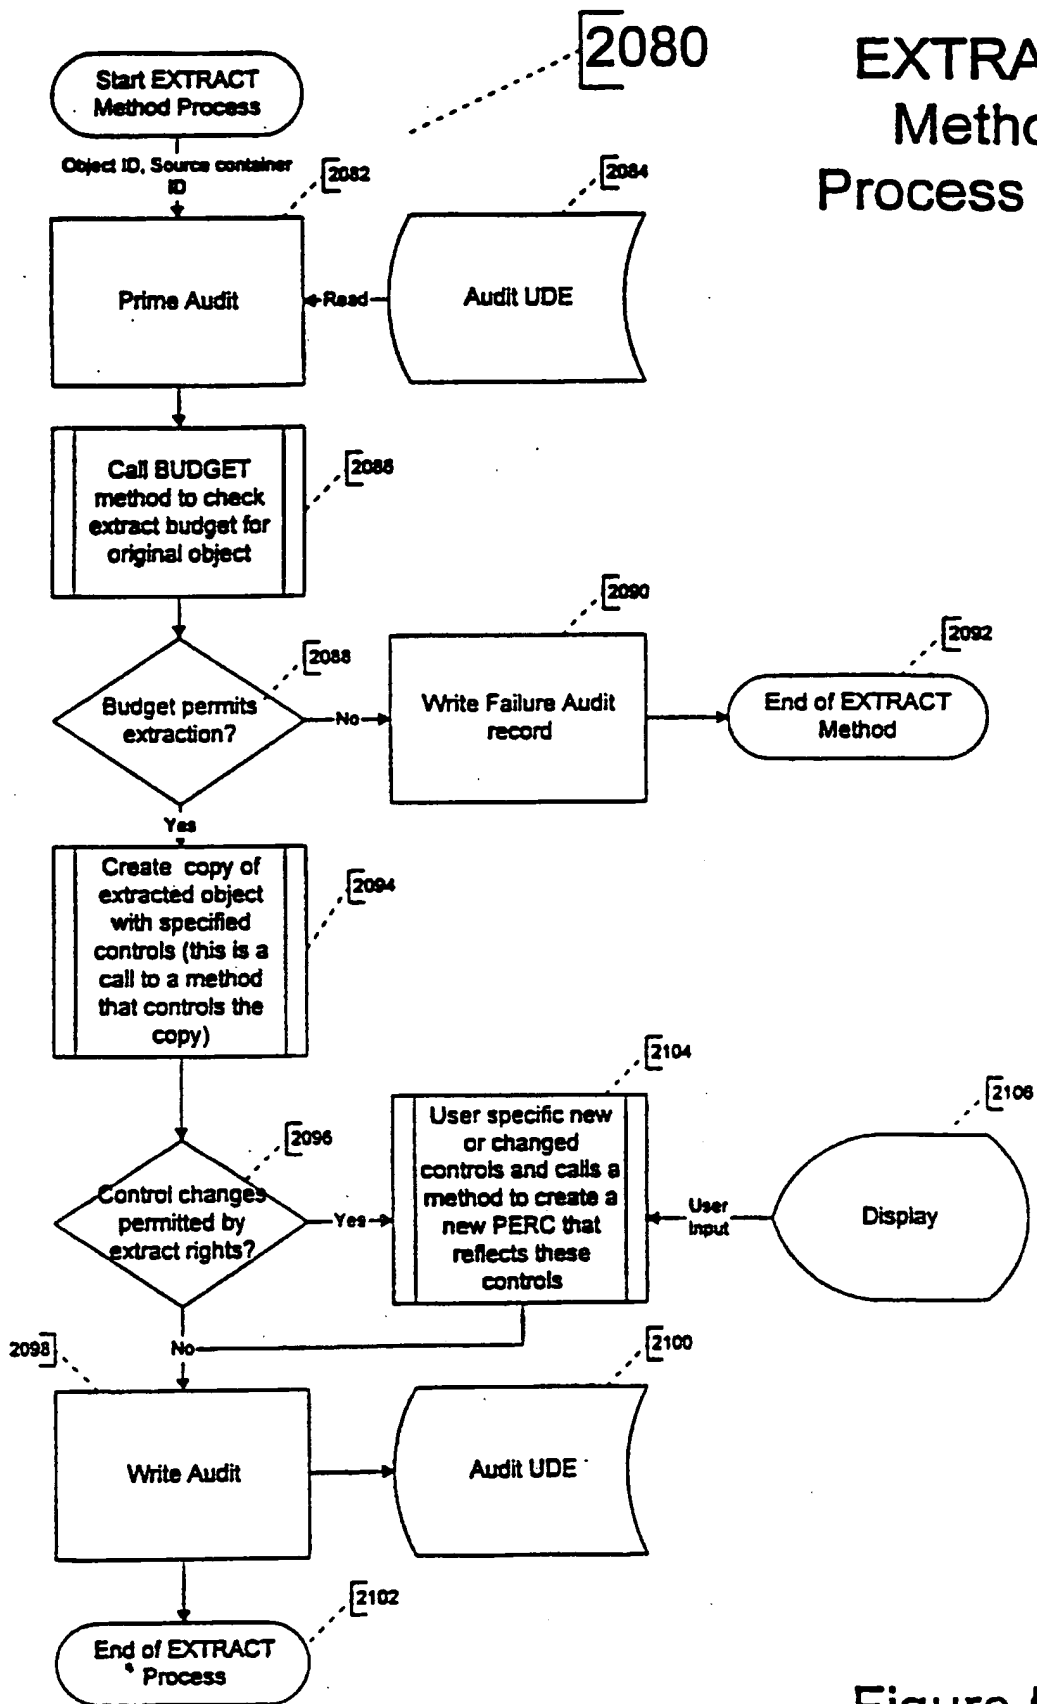 2080
EXTRA
Metho
Process
Start EXTRACT
Method Process
Object ID, Source container
ID
2082
2084
Prime Audit
Read
Audit UDE
Call BUDGET
method to check
extract budget for
original object
2086
2090
2092
2088
Budget permits
extraction?
No
Write Failure Audit
record
End of EXTRACT
Method
Yes
Create copy of
extracted object
with specified
controls (this is a
call to a method
that controls the
copy)
2094
2104
2106
User specific new
or changed
controls and calls a
method to create a
new PERC that
reflects these
controls
2096
Control changes
permitted by
extract rights?
Yes
User
Input
Display
No
2098
2100
Write Audit
Audit UDE
2102
End of EXTRACT
Process
Figure